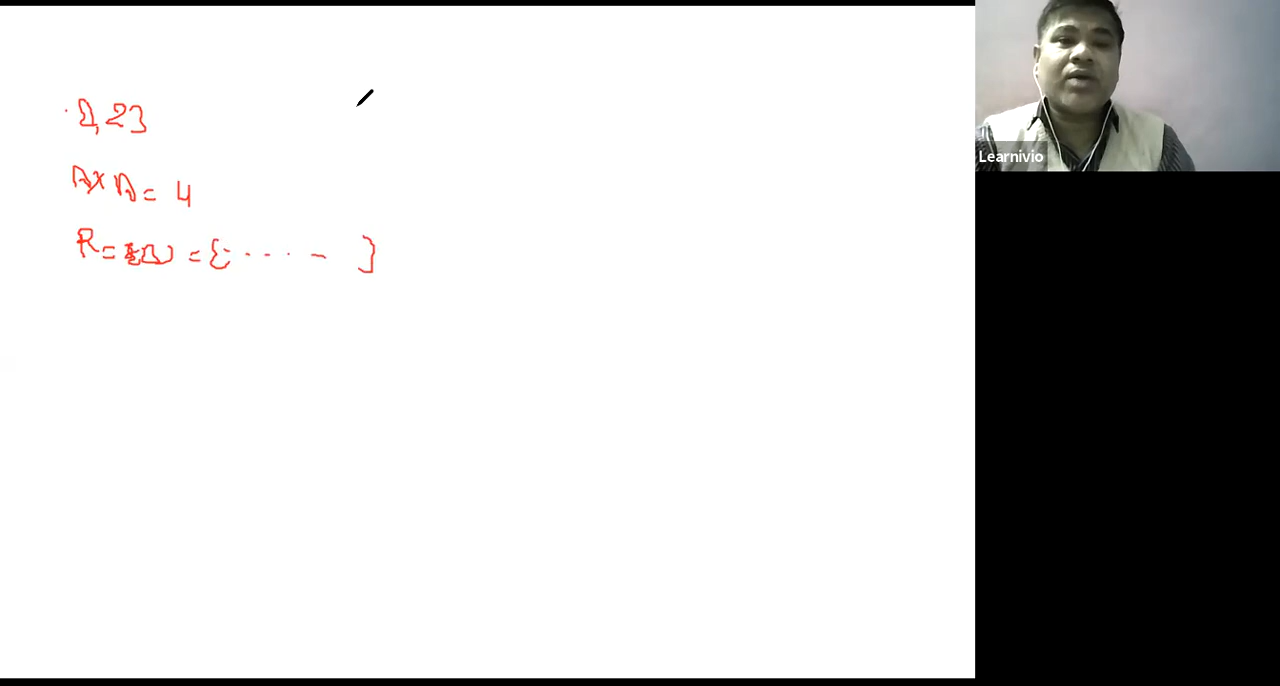 {1,2}
A×A = 4
R = = {- . . . . - }
Learnivio